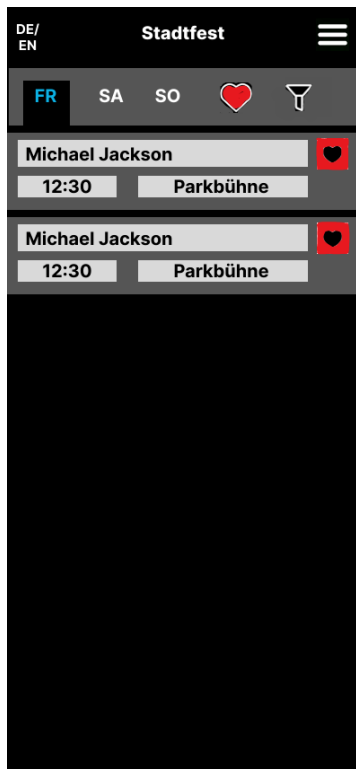 DE/
EN
Stadtfest
FR SA SO
Michael Jackson
12:30 Parkbühne
Michael Jackson
12:30 Parkbühne